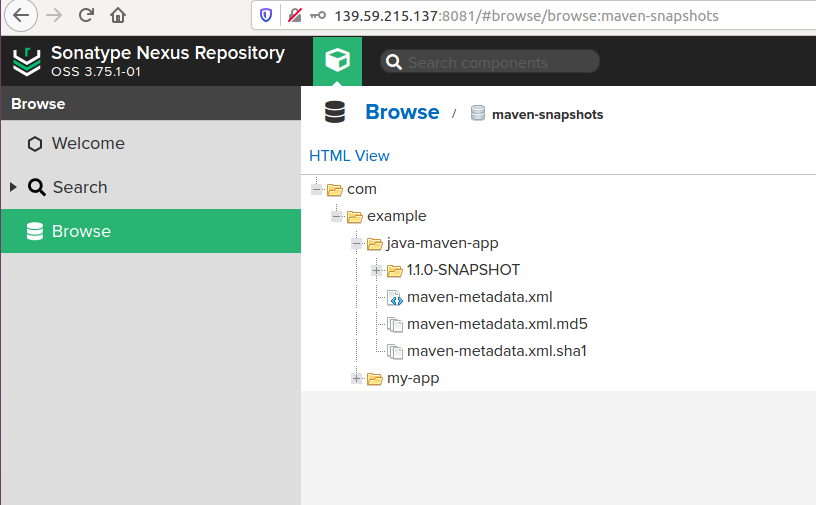 139.59.215.137:8081/#browse/browse:maven-snapshots
Sonatype Nexus Repository
OSS 3.75.1-01
Search components
Browse
Browse / maven-snapshots
Welcome
HTML View
Search
com
example
Browse
java-maven-app
1.1.0-SNAPSHOT
maven-metadata.xml
maven-metadata.xml.md5
maven-metadata.xml.sha1
my-app